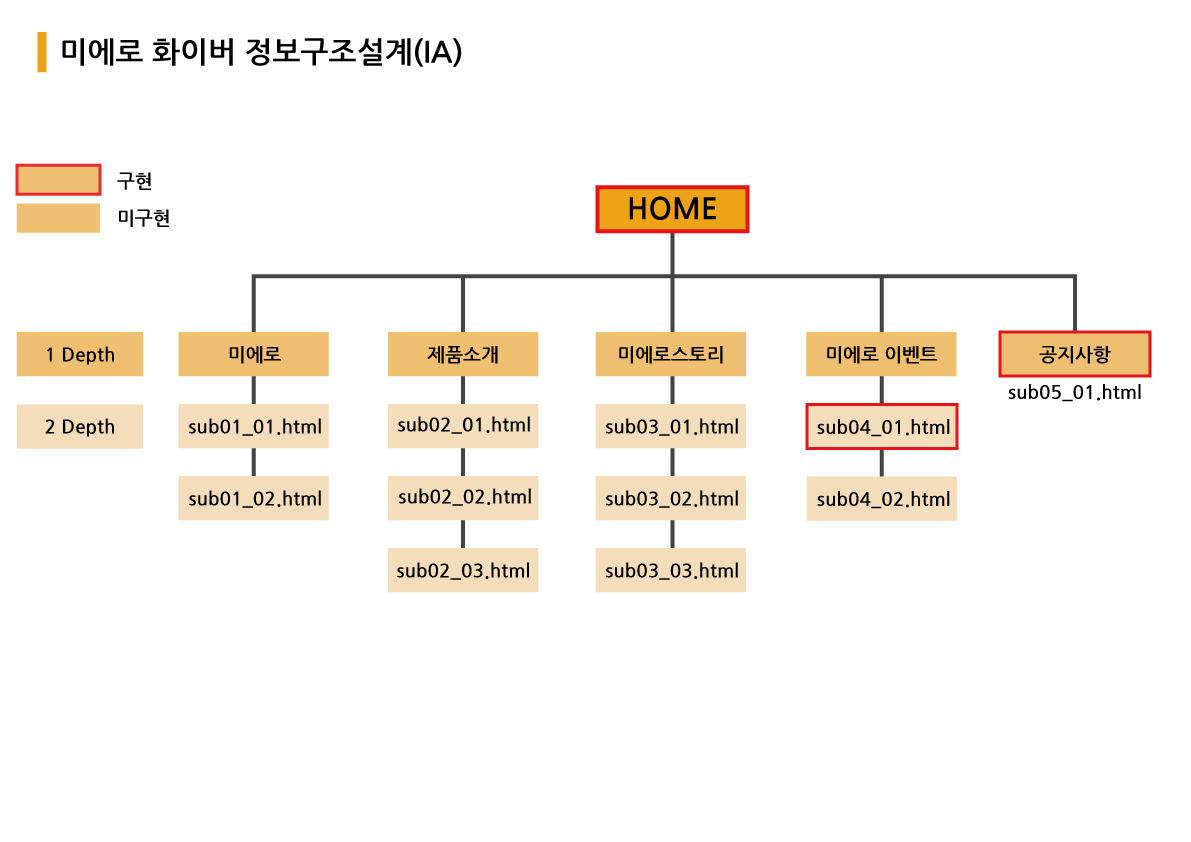 미에로 화이버 정보구조설계(IA)
구현
미구현
HOME
1 Depth
미에로
제품소개
미에로스토리
미에로 이벤트
공지사항
sub05_01.html
2 Depth
sub01_01.html
sub02_01.html
sub03_01.html
sub04_01.html
sub01_02.html
sub02_02.html
sub03_02.html
sub04_02.html
sub02_03.html
sub03_03.html